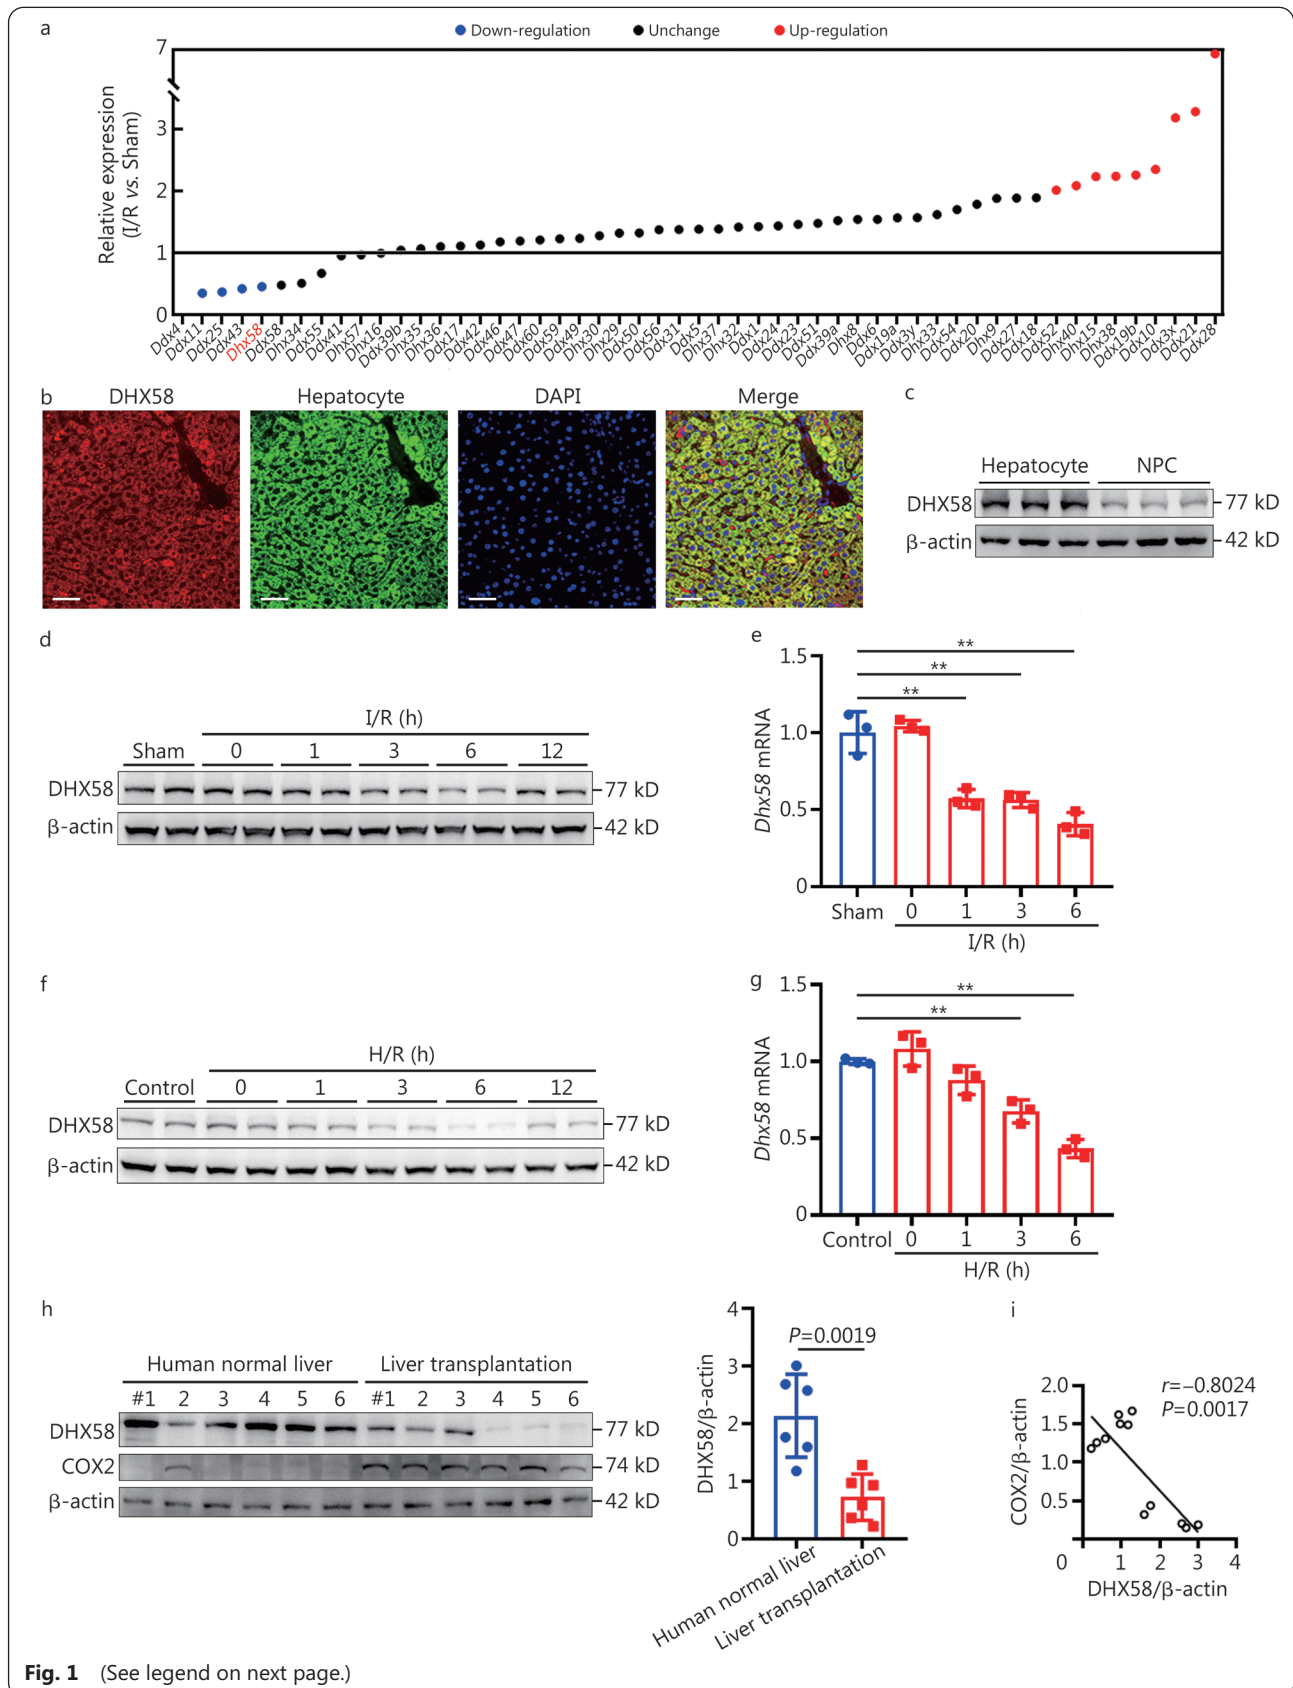 a
Down-regulation Unchange Up-regulation
Relative expression
(I/R vs. Sham)
7
3
2
1
0
Ddx4 Ddx11 Ddx25 Ddx43 Dhx58 Ddx58 Dhx34 Ddx55 Ddx41 Dhx57 Dhx16 Ddx39b Dhx35 Dhx36 Ddx17 Ddx42 Ddx46 Ddx47 Ddx60 Ddx59 Ddx49 Dhx30 Dhx29 Ddx50 Ddx56 Ddx31 Ddx5 Dhx37 Dhx32 Ddx1 Ddx24 Ddx23 Ddx51 Ddx39a Dhx8 Ddx6 Ddx19a Ddx3y Dhx33 Ddx54 Ddx20 Dhx9 Ddx27 Ddx18 Ddx52 Dhx40 Dhx15 Dhx38 Ddx19b Ddx10 Ddx3x Ddx21 Ddx28
b
DHX58 Hepatocyte DAPI Merge
c
Hepatocyte NPC
DHX58 77 kD
β-actin 42 kD
d
I/R (h)
Sham 0 1 3 6 12
DHX58 77 kD
β-actin 42 kD
e
** 
**
**
Dhx58 mRNA
1.5
1.0
0.5
0
Sham 0 1 3 6
I/R (h)
f
H/R (h)
Control 0 1 3 6 12
DHX58 77 kD
β-actin 42 kD
g
**
**
Dhx58 mRNA
1.5
1.0
0.5
0
Control 0 1 3 6
H/R (h)
h
Human normal liver Liver transplantation
#1 2 3 4 5 6 #1 2 3 4 5 6
DHX58 77 kD
COX2 74 kD
β-actin 42 kD
DHX58/β-actin
4
3
2
1
0
P=0.0019
Human normal liver
Liver transplantation
i
r=−0.8024
P=0.0017
COX2/β-actin
2.0
1.5
1.0
0.5
0 1 2 3 4
DHX58/β-actin
Fig. 1 (See legend on next page.)